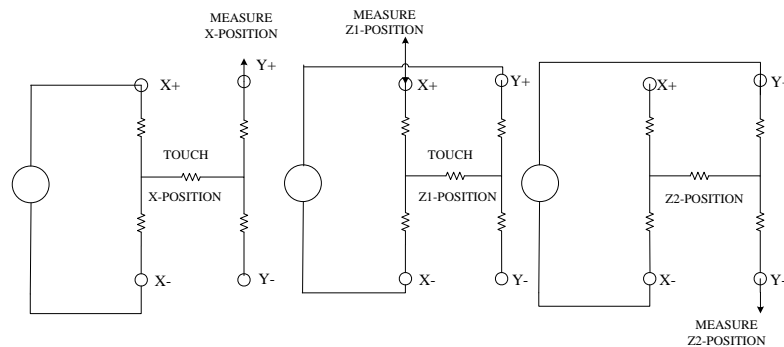 MEASURE
X-POSITION
X+
Y+
TOUCH
X-POSITION
X-
Y-
MEASURE
Z1-POSITION
X+
Y+
TOUCH
Z1-POSITION
X-
Y-
X+
Z2-POSITION
X-
MEASURE
Z2-POSITION